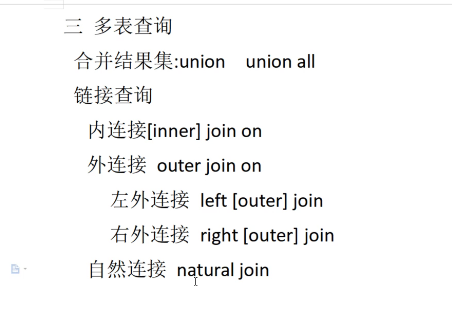 三 多表查询
合并结果集:union union all
链接查询
内连接[inner] join on
外连接 outer join on
左外连接 left [outer] join
右外连接 right [outer] join
自然连接 natural join